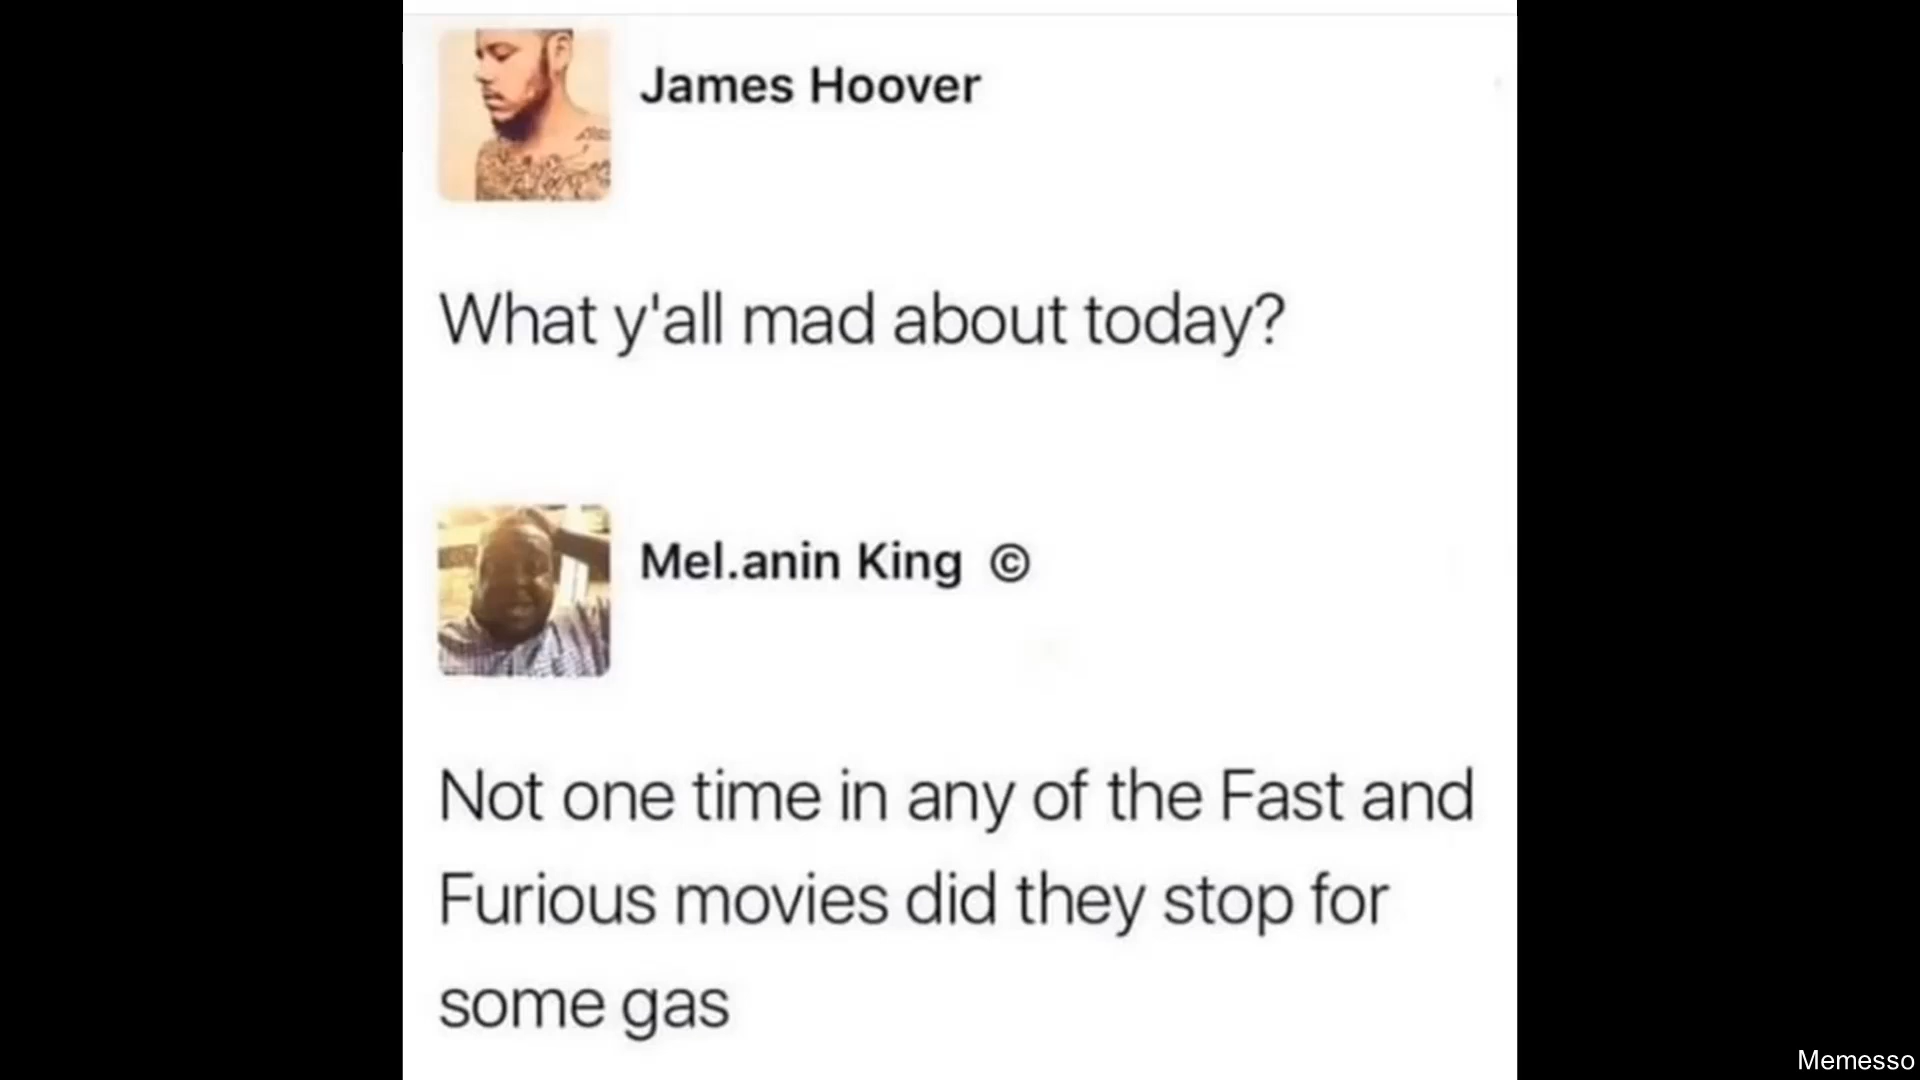 James Hoover
What y'all mad about today?
Mel.anin King ©
Not one time in any of the Fast and
Furious movies did they stop for
some gas
Memesso